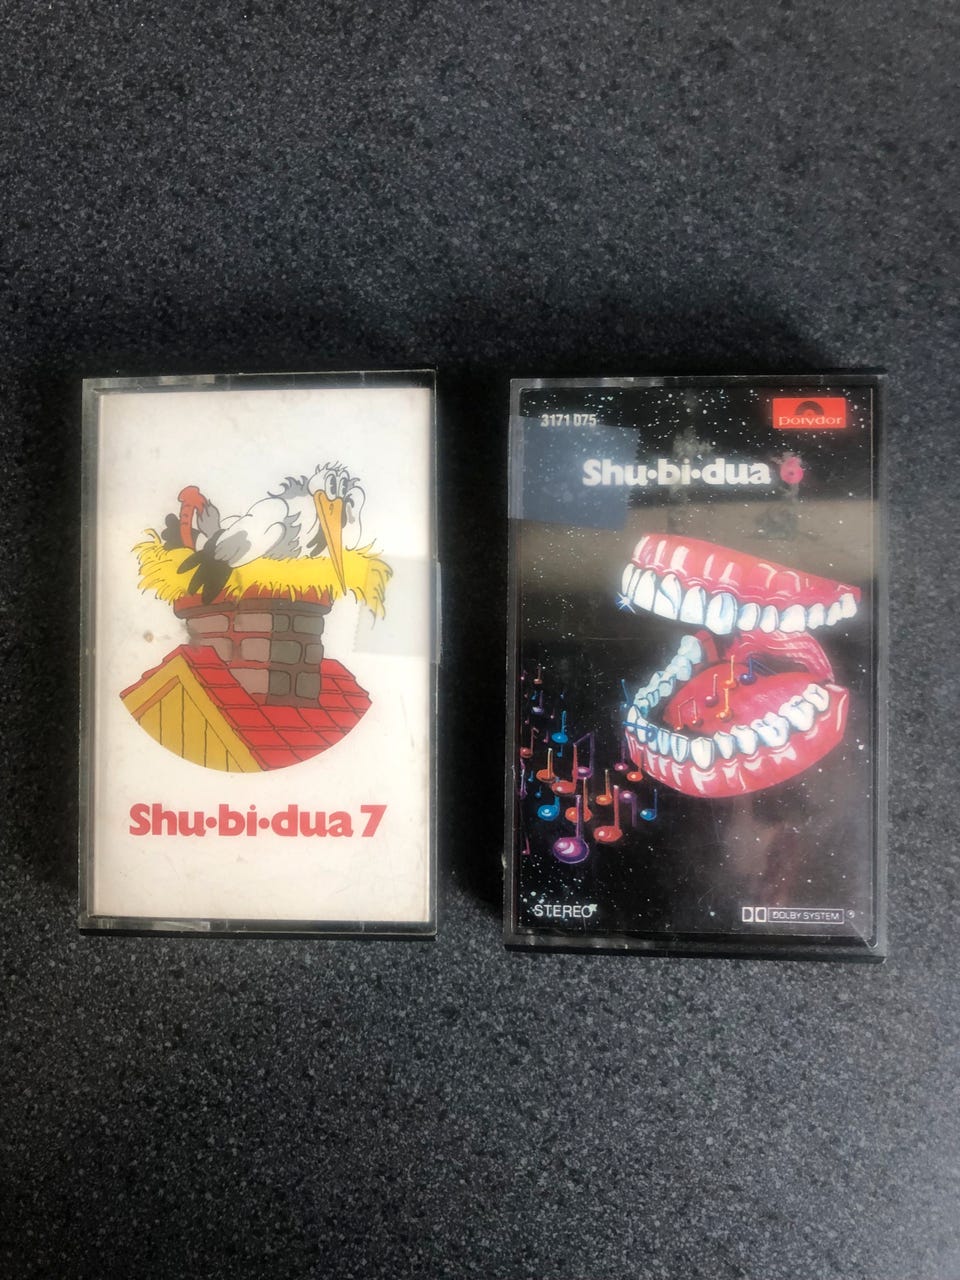 Shu•bi•dua 7
3171 075
polydor
Shu•bi•dua 6
STEREO
DOLBY SYSTEM